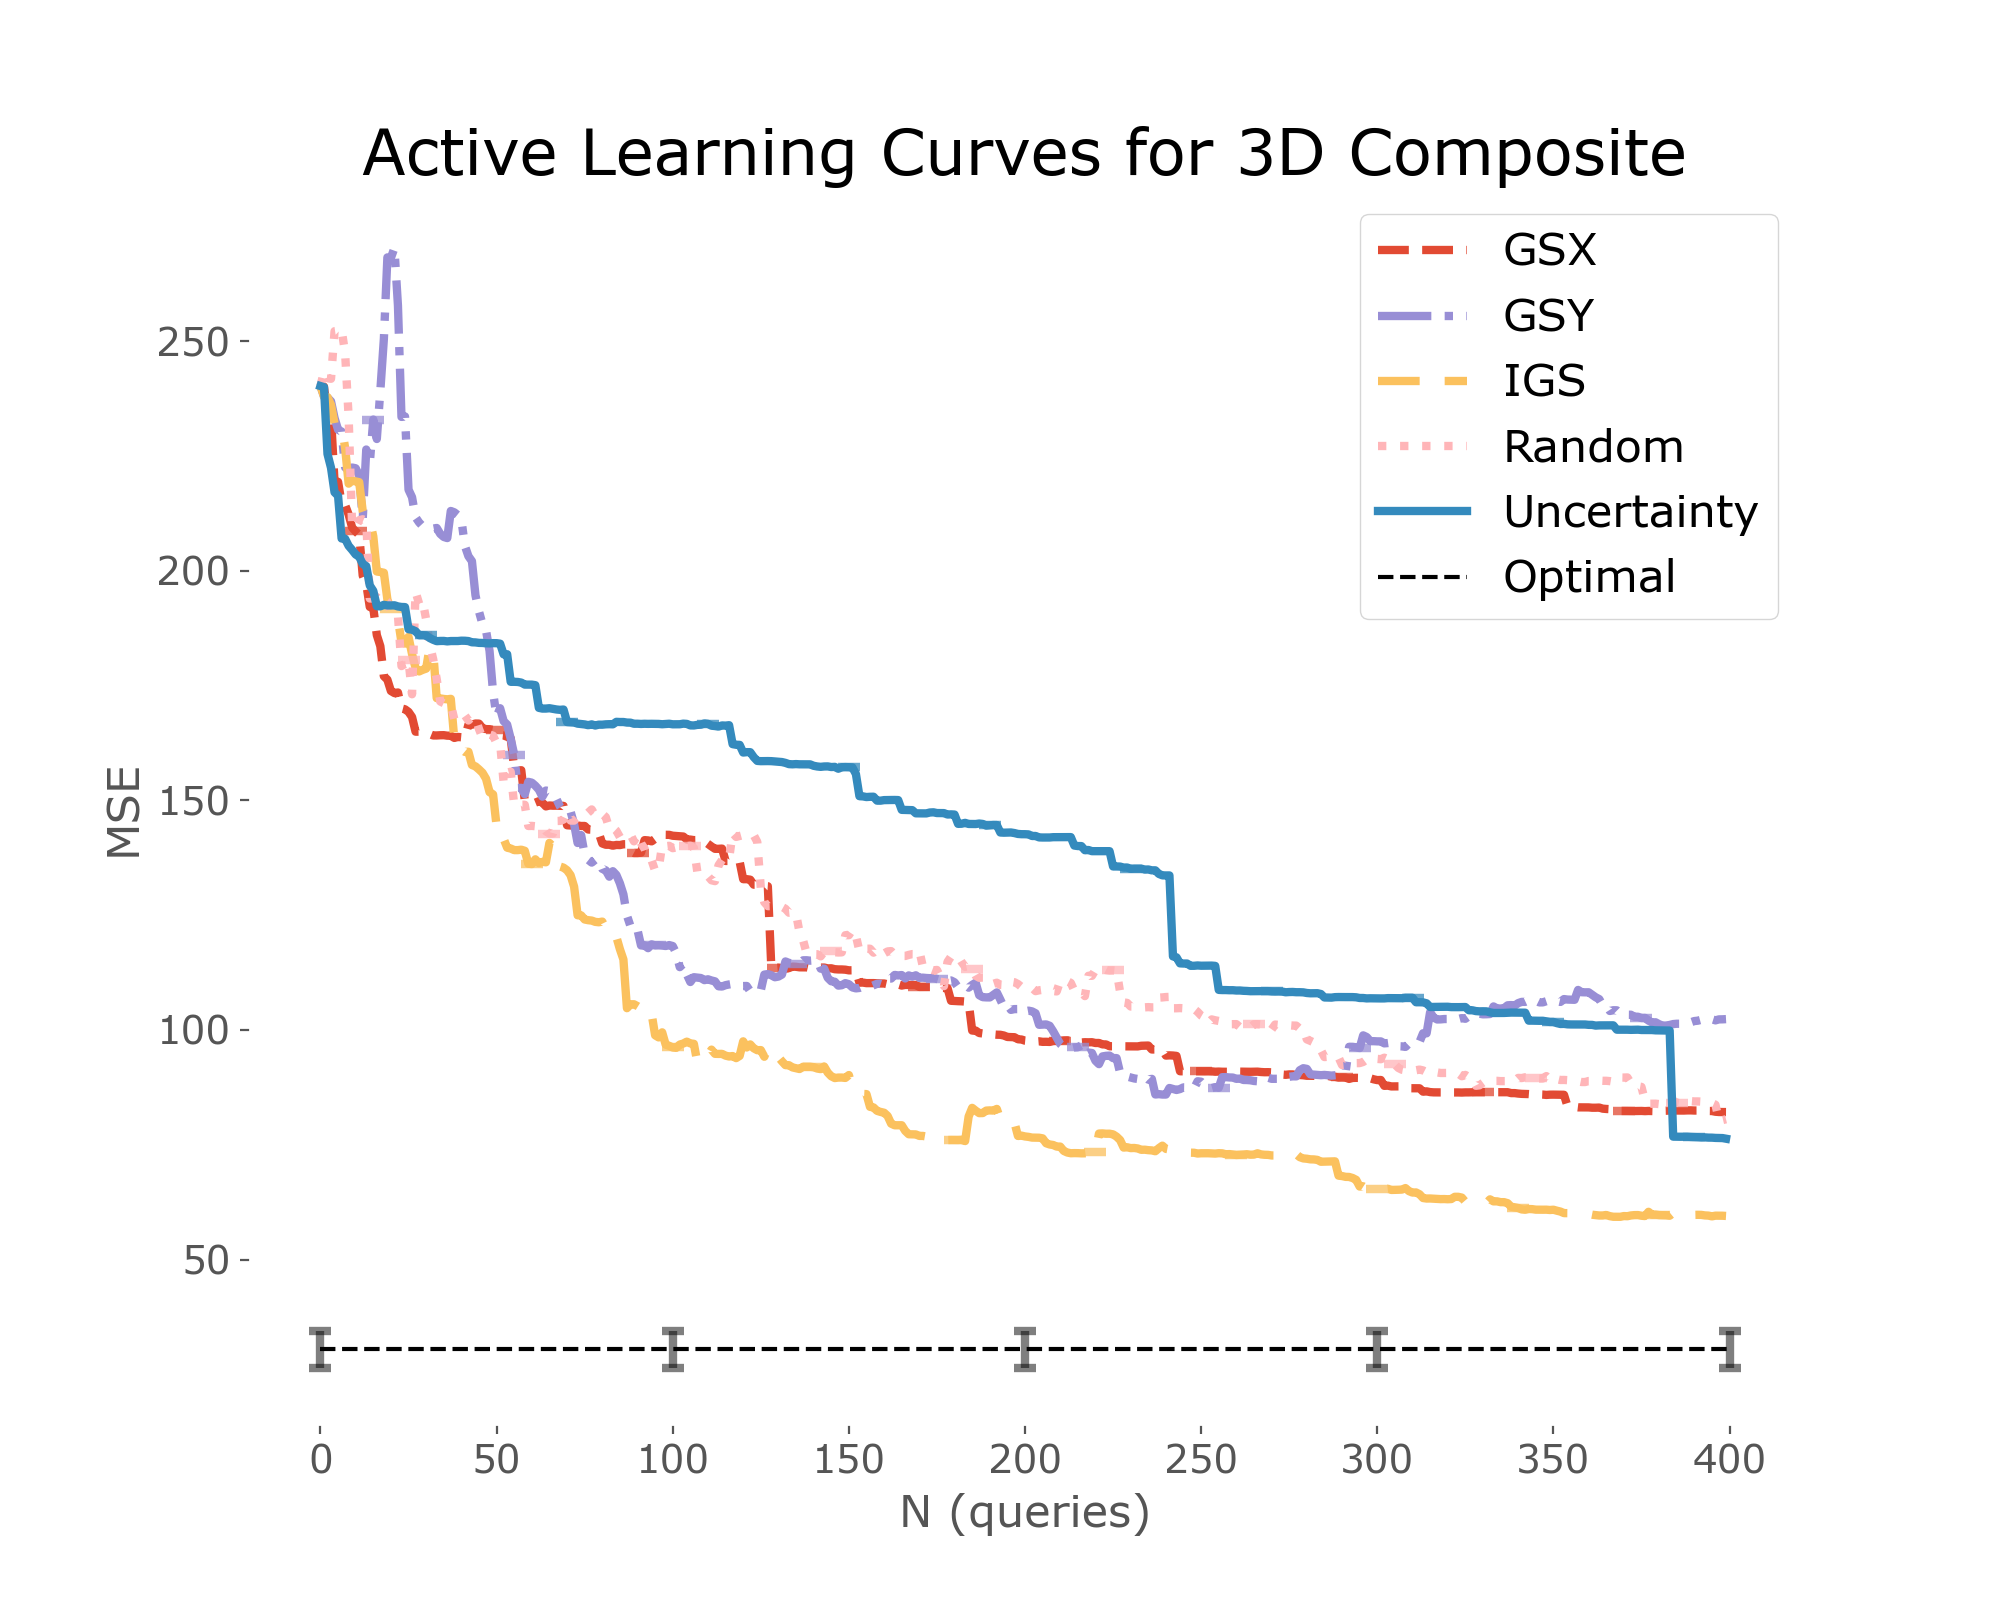 Active Learning Curves for 3D Composite
GSX
GSY
IGS
Random
Uncertainty
Optimal
MSE
250
200
150
100
50
0 50 100 150 200 250 300 350 400
N (queries)